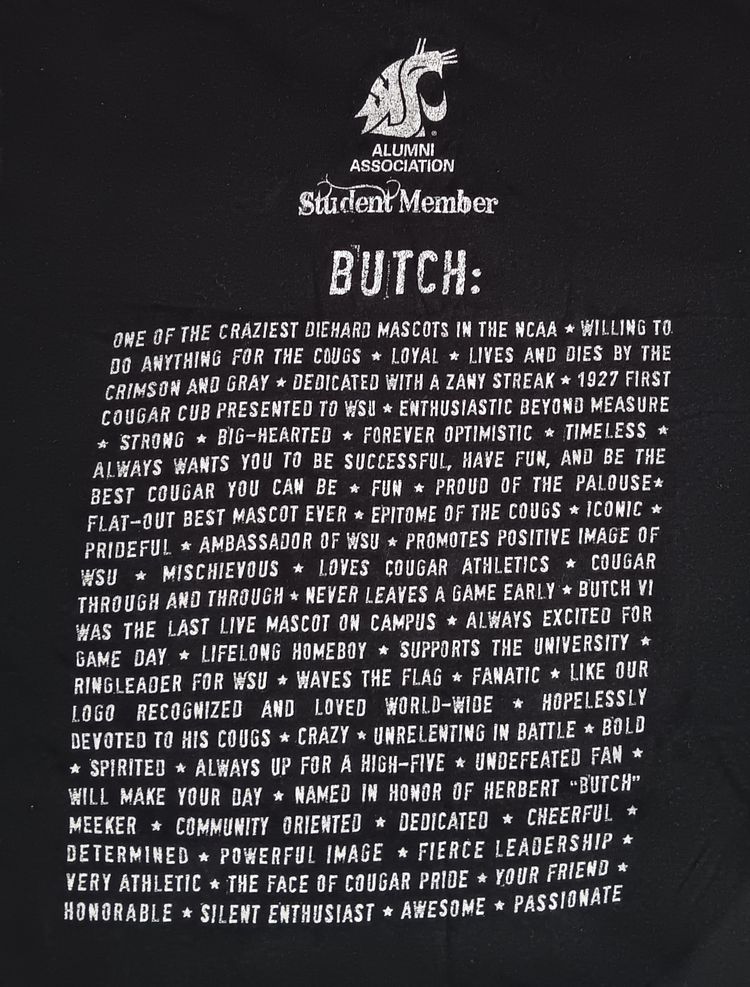 WSU
ALUMNI
ASSOCIATION
Student Member
BUTCH:
ONE OF THE CRAZIEST DIEHARD MASCOTS IN THE NCAA ★ WILLING TO
DO ANYTHING FOR THE COUGS ★ LOYAL ★ LIVES AND DIES BY THE
CRIMSON AND GRAY ★ DEDICATED WITH A ZANY STREAK ★ 1927 FIRST
COUGAR CUB PRESENTED TO WSU ★ ENTHUSIASTIC BEYOND MEASURE
★ STRONG ★ BIG-HEARTED ★ FOREVER OPTIMISTIC ★ TIMELESS ★
ALWAYS WANTS YOU TO BE SUCCESSFUL, HAVE FUN, AND BE THE
BEST COUGAR YOU CAN BE ★ FUN ★ PROUD OF THE PALOUSE★
FLAT-OUT BEST MASCOT EVER ★ EPITOME OF THE COUGS ★ ICONIC ★
PRIDEFUL ★ AMBASSADOR OF WSU ★ PROMOTES POSITIVE IMAGE OF
WSU ★ MISCHIEVOUS ★ LOVES COUGAR ATHLETICS ★ COUGAR
THROUGH AND THROUGH ★ NEVER LEAVES A GAME EARLY ★ BUTCH VI
WAS THE LAST LIVE MASCOT ON CAMPUS ★ ALWAYS EXCITED FOR
GAME DAY ★ LIFELONG HOMEBOY ★ SUPPORTS THE UNIVERSITY ★
RINGLEADER FOR WSU ★ WAVES THE FLAG ★ FANATIC ★ LIKE OUR
LOGO RECOGNIZED AND LOVED WORLD-WIDE ★ HOPELESSLY
DEVOTED TO HIS COUGS ★ CRAZY ★ UNRELENTING IN BATTLE ★ BOLD
★ SPIRITED ★ ALWAYS UP FOR A HIGH-FIVE ★ UNDEFEATED FAN ★
WILL MAKE YOUR DAY ★ NAMED IN HONOR OF HERBERT "BUTCH"
MEEKER ★ COMMUNITY ORIENTED ★ DEDICATED ★ CHEERFUL ★
DETERMINED ★ POWERFUL IMAGE ★ FIERCE LEADERSHIP ★
VERY ATHLETIC ★ THE FACE OF COUGAR PRIDE ★ YOUR FRIEND ★
HONORABLE ★ SILENT ENTHUSIAST ★ AWESOME ★ PASSIONATE